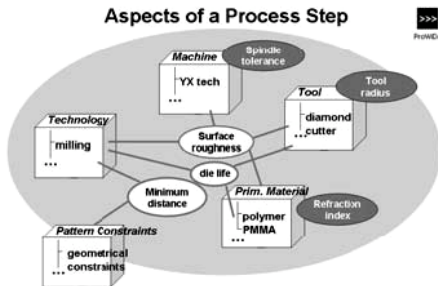 Aspects of a Process Step
>>>
ProWiDe
Machine
YX tech
...
Spindle
tolerance
Tool
diamond
cutter
...
Tool
radius
Technology
milling
...
Surface
roughness
die life
Minimum
distance
Prim. Material
polymer
PMMA
...
Refraction
index
Pattern Constraints
geometrical
constraints
...